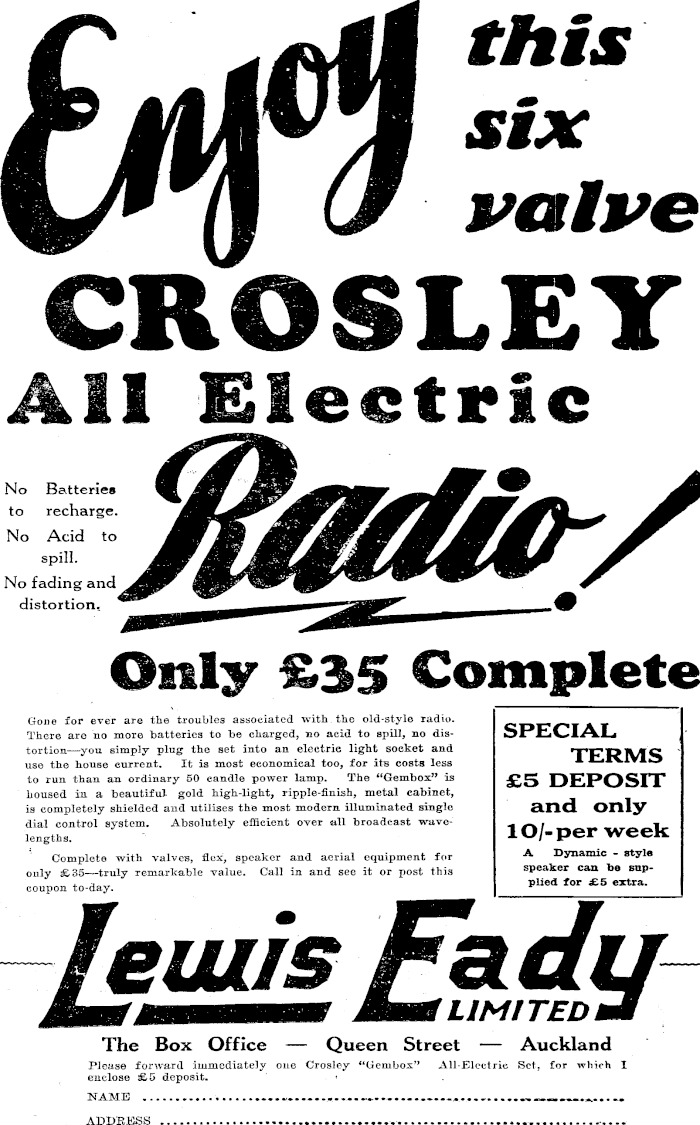 Enjoy
this
six
valve
CROSLEY
All Electric
Radio!
No Batteries
to recharge.
No Acid to
spill.
No fading and
distortion.
Only £35 Complete
Gone for ever are the troubles associated with the old-style radio.
There are no more batteries to be charged, no acid to spill, no dis-
tortion—you simply plug the set into an electric light socket and
use the house current. It is most economical too, for its costs less
to run than an ordinary 50 candle power lamp. The "Gembox" is
housed in a beautiful gold high-light, ripple-finish, metal cabinet,
is completely shielded and utilises the most modern illuminated single
dial control system. Absolutely efficient over all broadcast wave-
lengths.
Complete with valves, flex, speaker and aerial equipment for
only £35—truly remarkable value. Call in and see it or post this
coupon to-day.
SPECIAL
TERMS
£5 DEPOSIT
and only
10/- per week
A Dynamic - style
speaker can be sup-
plied for £5 extra.
Lewis Eady
LIMITED
The Box Office — Queen Street — Auckland
Please forward immediately one Crosley "Gembox" All-Electric Set, for which I
enclose £5 deposit.
NAME
ADDRESS